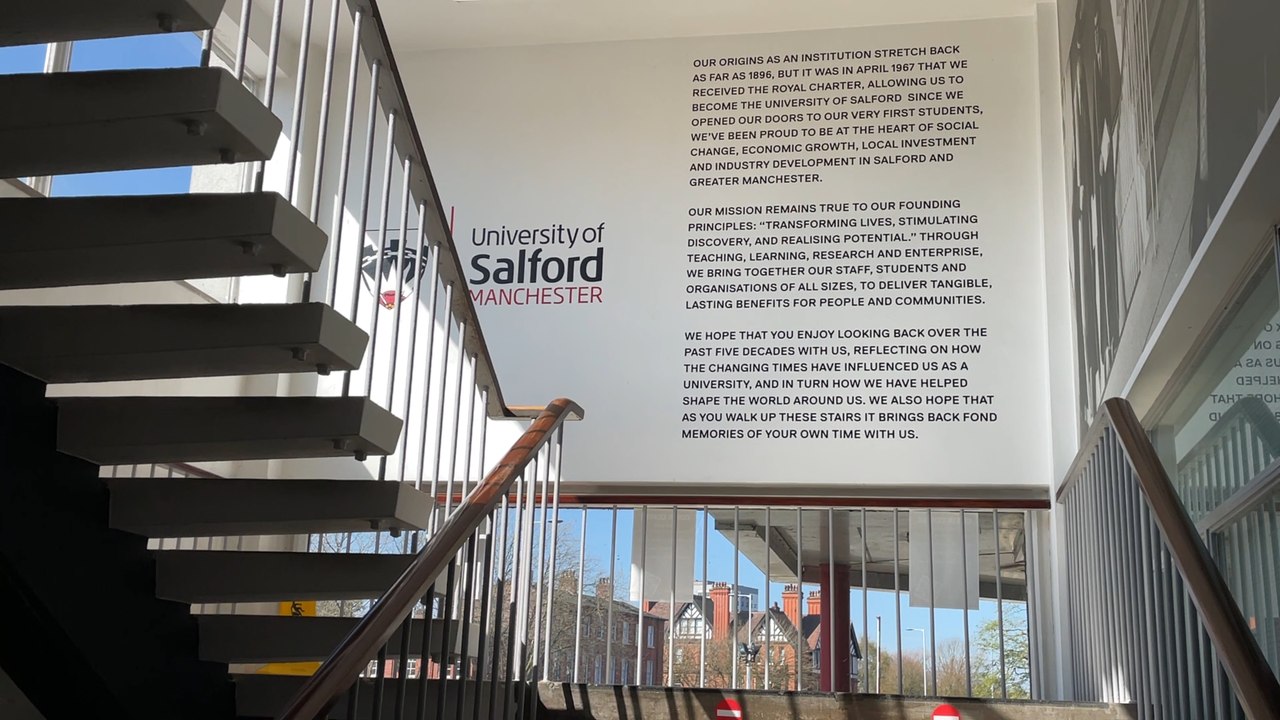 University of
Salford
MANCHESTER
OUR ORIGINS AS AN INSTITUTION STRETCH BACK
AS FAR AS 1896, BUT IT WAS IN APRIL 1967 THAT WE
RECEIVED THE ROYAL CHARTER, ALLOWING US TO
BECOME THE UNIVERSITY OF SALFORD SINCE WE
OPENED OUR DOORS TO OUR VERY FIRST STUDENTS,
WE'VE BEEN PROUD TO BE AT THE HEART OF SOCIAL
CHANGE, ECONOMIC GROWTH, LOCAL INVESTMENT
AND INDUSTRY DEVELOPMENT IN SALFORD AND
GREATER MANCHESTER.
OUR MISSION REMAINS TRUE TO OUR FOUNDING
PRINCIPLES: “TRANSFORMING LIVES, STIMULATING
DISCOVERY, AND REALISING POTENTIAL.” THROUGH
TEACHING, LEARNING, RESEARCH AND ENTERPRISE,
WE BRING TOGETHER OUR STAFF, STUDENTS AND
ORGANISATIONS OF ALL SIZES, TO DELIVER TANGIBLE,
LASTING BENEFITS FOR PEOPLE AND COMMUNITIES.
WE HOPE THAT YOU ENJOY LOOKING BACK OVER THE
PAST FIVE DECADES WITH US, REFLECTING ON HOW
THE CHANGING TIMES HAVE INFLUENCED US AS A
UNIVERSITY, AND IN TURN HOW WE HAVE HELPED
SHAPE THE WORLD AROUND US. WE ALSO HOPE THAT
AS YOU WALK UP THESE STAIRS IT BRINGS BACK FOND
MEMORIES OF YOUR OWN TIME WITH US.